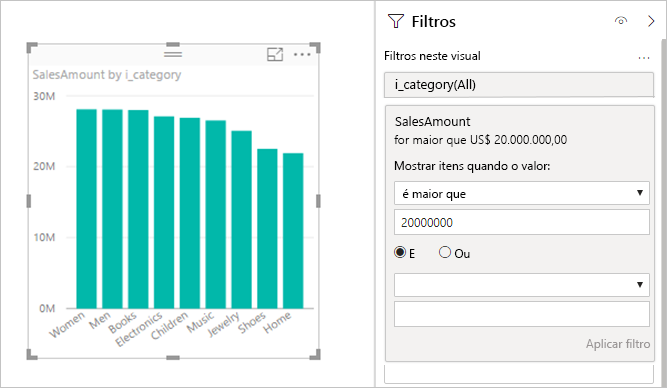 SalesAmount by i_category
30M
20M
10M
0M
Women
Men
Books
Electronics
Children
Music
Jewelry
Shoes
Home
Filtros
Filtros neste visual
i_category(All)
SalesAmount
for maior que US$ 20.000.000,00
Mostrar itens quando o valor:
é maior que
20000000
E Ou
Aplicar filtro